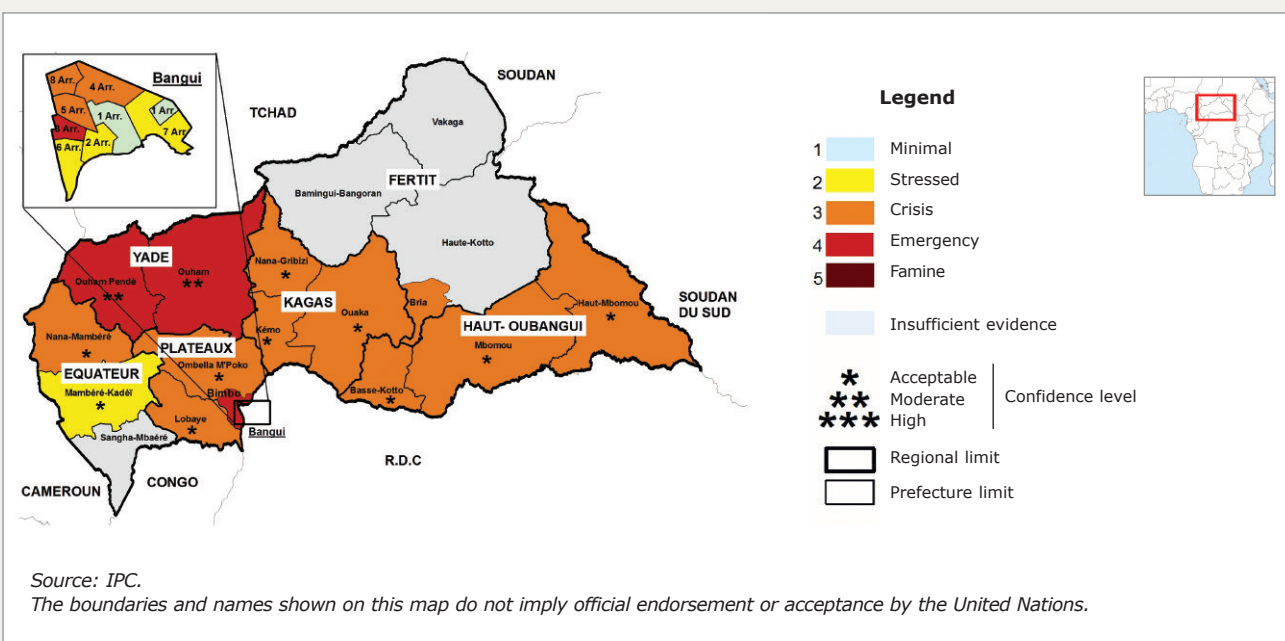 SOUDAN
TCHAD
Bangui
8 Arr.
4 Arr.
5 Arr.
1 Arr.
1 Arr.
2 Arr.
7 Arr.
6 Arr.
Vakaga
FERTIT
Bamingui-Bangoran
Haute-Kotto
YADE
Ouham
Ouham Pendé
**
**
Nana-Gribizi
*
KAGAS
Ouaka
*
Bria
Haut-Mbomou
*
SOUDAN
DU SUD
HAUT- OUBANGUI
Mbomou
*
Kémo
*
Nana-Mambéré
*
PLATEAUX
Ombella M'Poko
*
Bimbo
EQUATEUR
Mambéré-Kadéï
*
Basse-Kotto
*
Lobaye
*
Bangui
Sangha-Mbaéré
R.D.C
CAMEROUN
CONGO
Legend
1 Minimal
2 Stressed
3 Crisis
4 Emergency
5 Famine
Insufficient evidence
* Acceptable
** Moderate
*** High
Confidence level
Regional limit
Prefecture limit
Source: IPC.
The boundaries and names shown on this map do not imply official endorsement or acceptance by the United Nations.